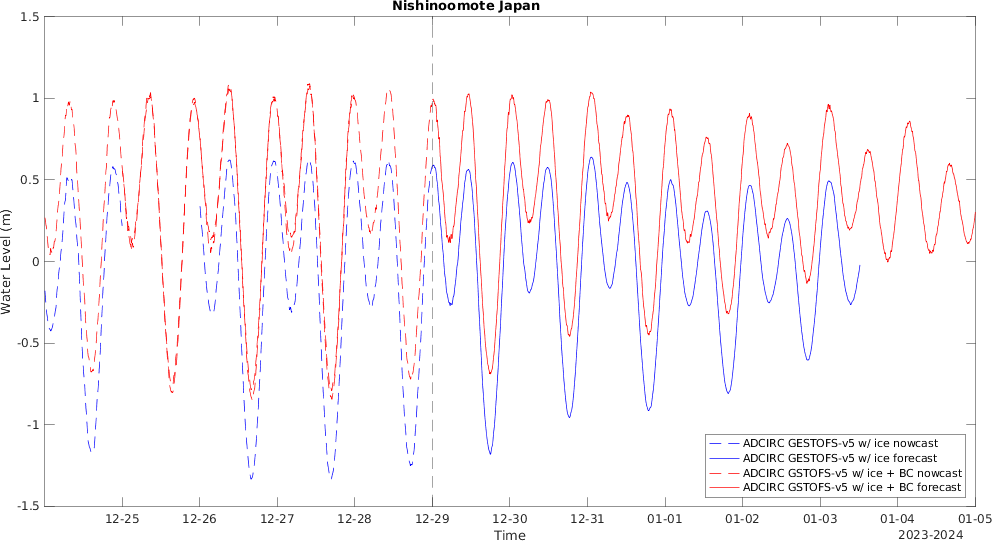 Nishinoomote Japan
1.5
1
0.5
0
-0.5
-1
-1.5
Water Level (m)
ADCIRC GESTOFS-v5 w/ ice nowcast
ADCIRC GESTOFS-v5 w/ ice forecast
ADCIRC GSTOFS-v5 w/ ice + BC nowcast
ADCIRC GSTOFS-v5 w/ ice + BC forecast
12-25 12-26 12-27 12-28 12-29 12-30 12-31 01-01 01-02 01-03 01-04 01-05
Time
2023-2024